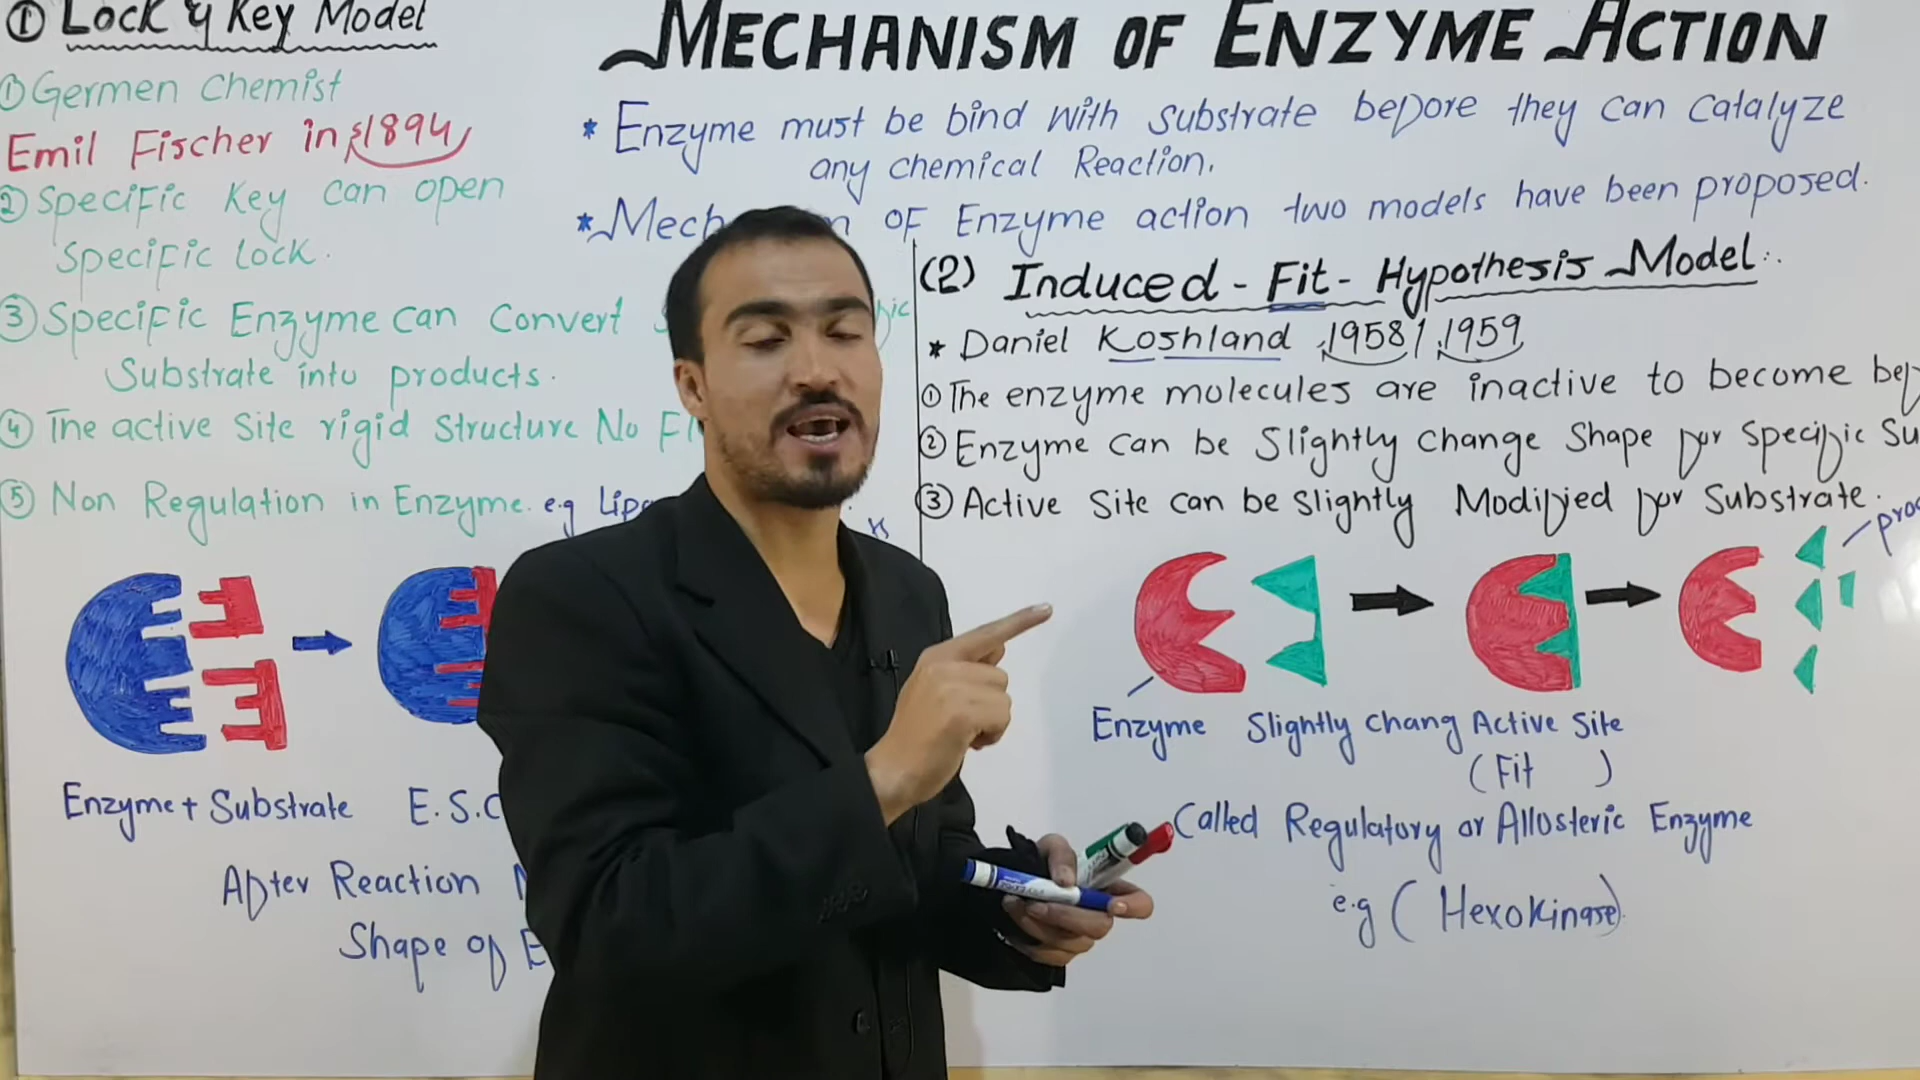 ① Lock & Key Model
① Germen Chemist
Emil Fischer in 1894
② Specific Key can open
Specific lock.
③ Specific Enzyme can Convert
Substrate into products.
④ The active Site rigid Structure No
⑤ Non Regulation in Enzyme. e.g
Enzyme + Substrate E.S.C
After Reaction
Shape of
MECHANISM OF ENZYME ACTION
* Enzyme must be bind with substrate before they can catalyze
any chemical Reaction.
* OF Enzyme action two models have been proposed.
(2) Induced - Fit - Hypothesis Model
* Daniel Koshland 1958 / 1959
① The enzyme molecules are inactive to become
② Enzyme can be Slightly Change Shape for Specific
③ Active Site can be slightly Modified for Substrate.
Enzyme Slightly Chang Active Site
(Fit )
Called Regulatory or Allosteric Enzyme
e.g (Hexokinase)